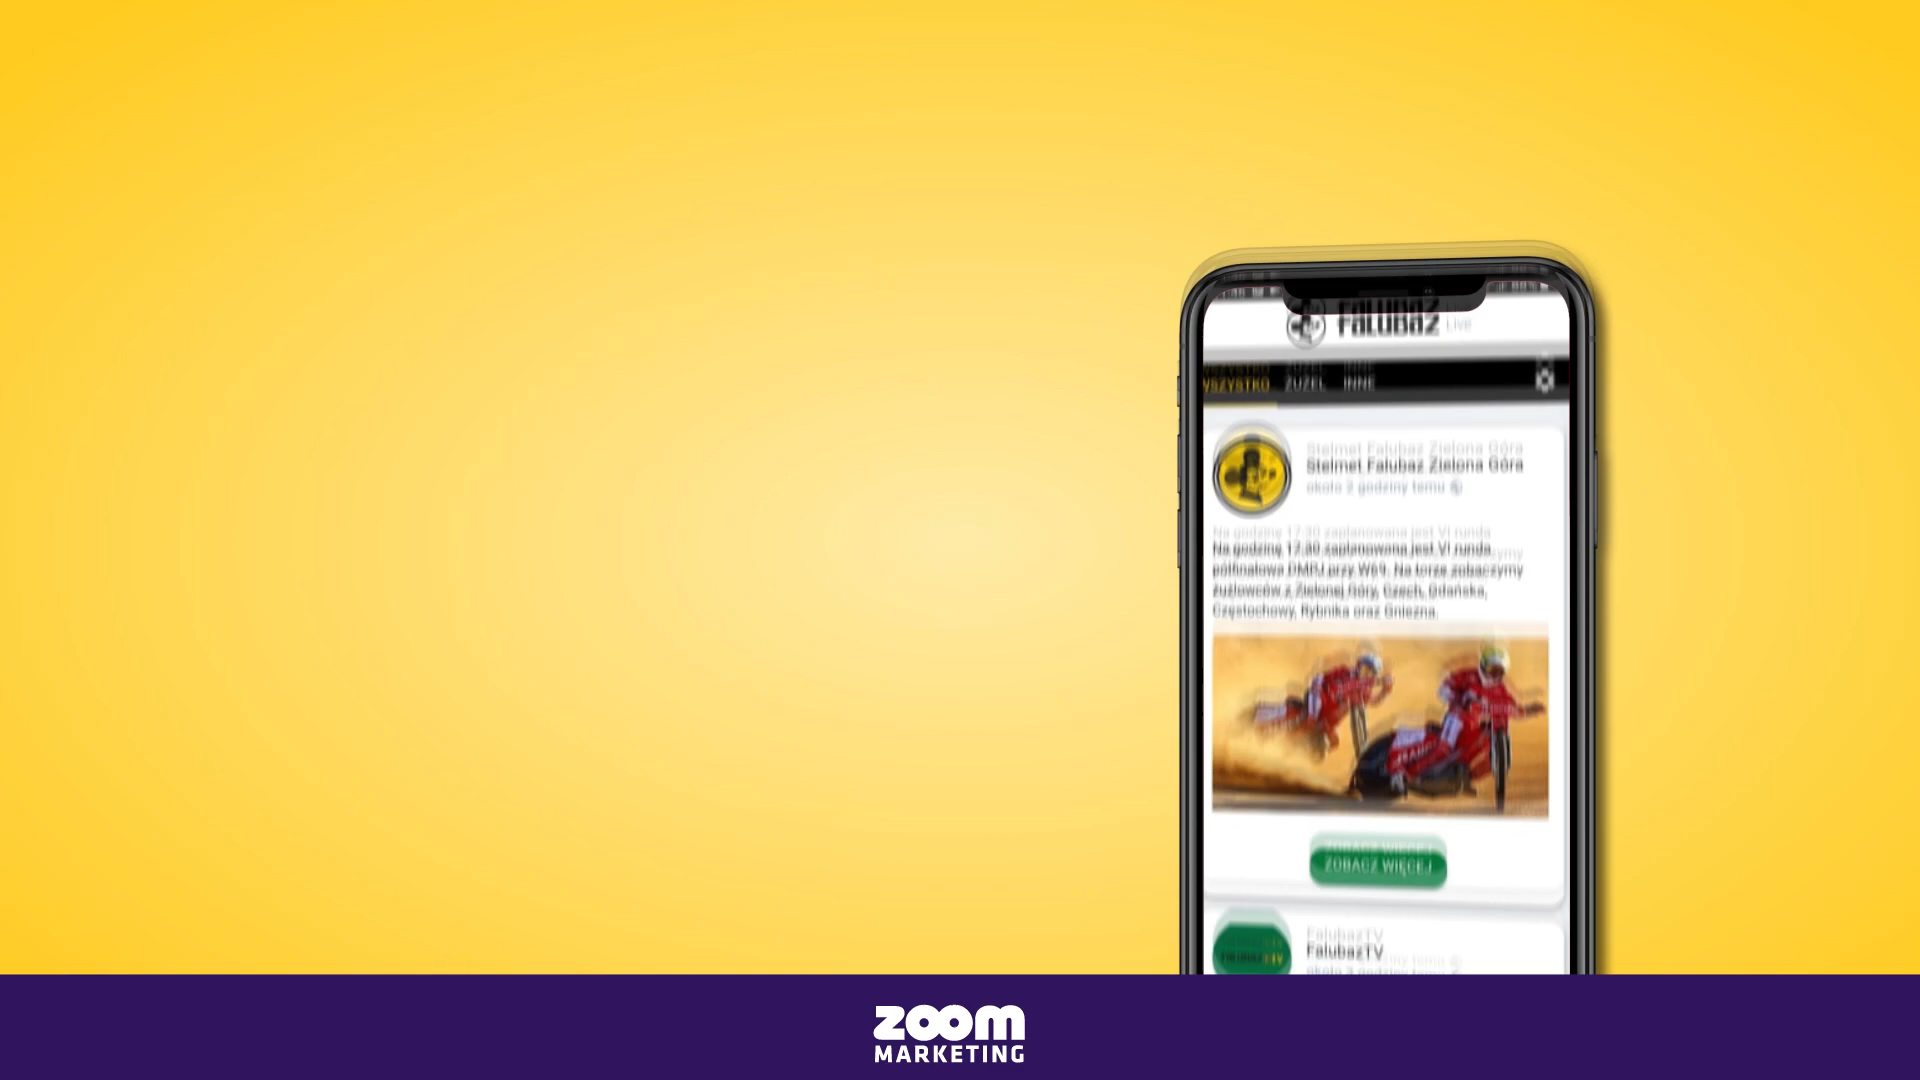 FALUBAZ Live
WSZYSTKO ŻUŻEL INNE
Stelmet Falubaz Zielona Góra
około 2 godziny temu
Na godzinę 17.30 zaplanowana jest VI runda
półfinałowa DMPJ przy W69. Na torze zobaczymy
żużlowców z Zielonej Góry, Czech, Gdańska,
Częstochowy, Rybnika oraz Gniezna.
ZOBACZ WIĘCEJ
FalubazTV
ZOOM
MARKETING